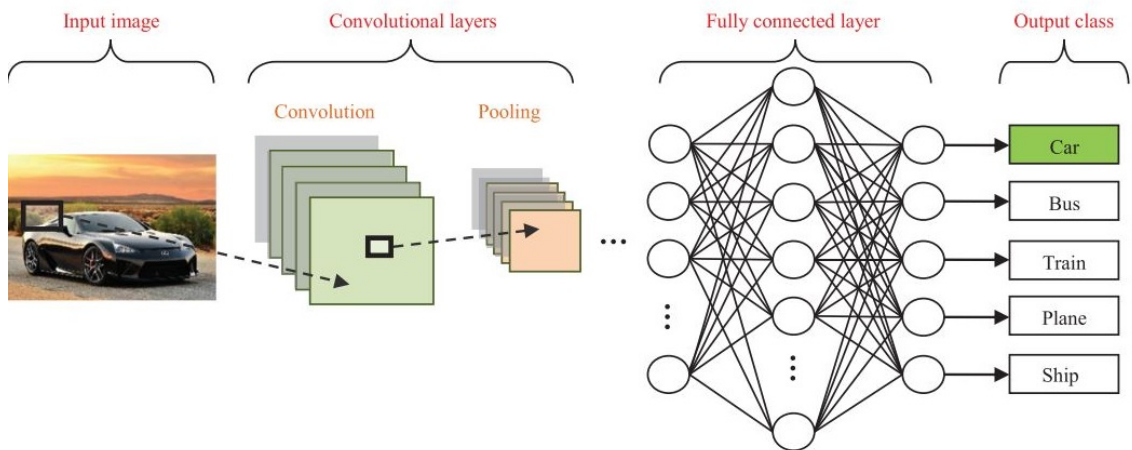 Input image
Convolutional layers
Fully connected layer
Output class
Convolution
Pooling
Car
Bus
Train
Plane
Ship